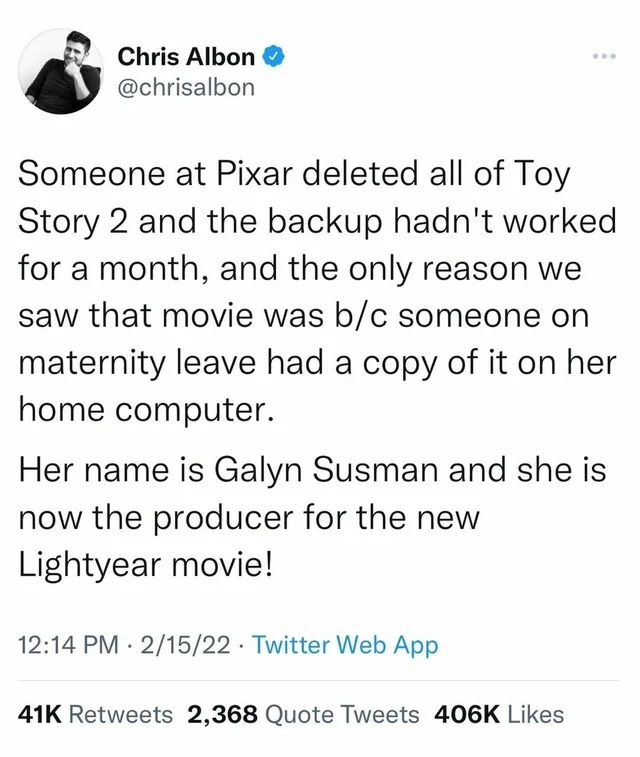 Chris Albon
@chrisalbon
Someone at Pixar deleted all of Toy
Story 2 and the backup hadn't worked
for a month, and the only reason we
saw that movie was b/c someone on
maternity leave had a copy of it on her
home computer.
Her name is Galyn Susman and she is
now the producer for the new
Lightyear movie!
12:14 PM · 2/15/22 · Twitter Web App
41K Retweets 2,368 Quote Tweets 406K Likes